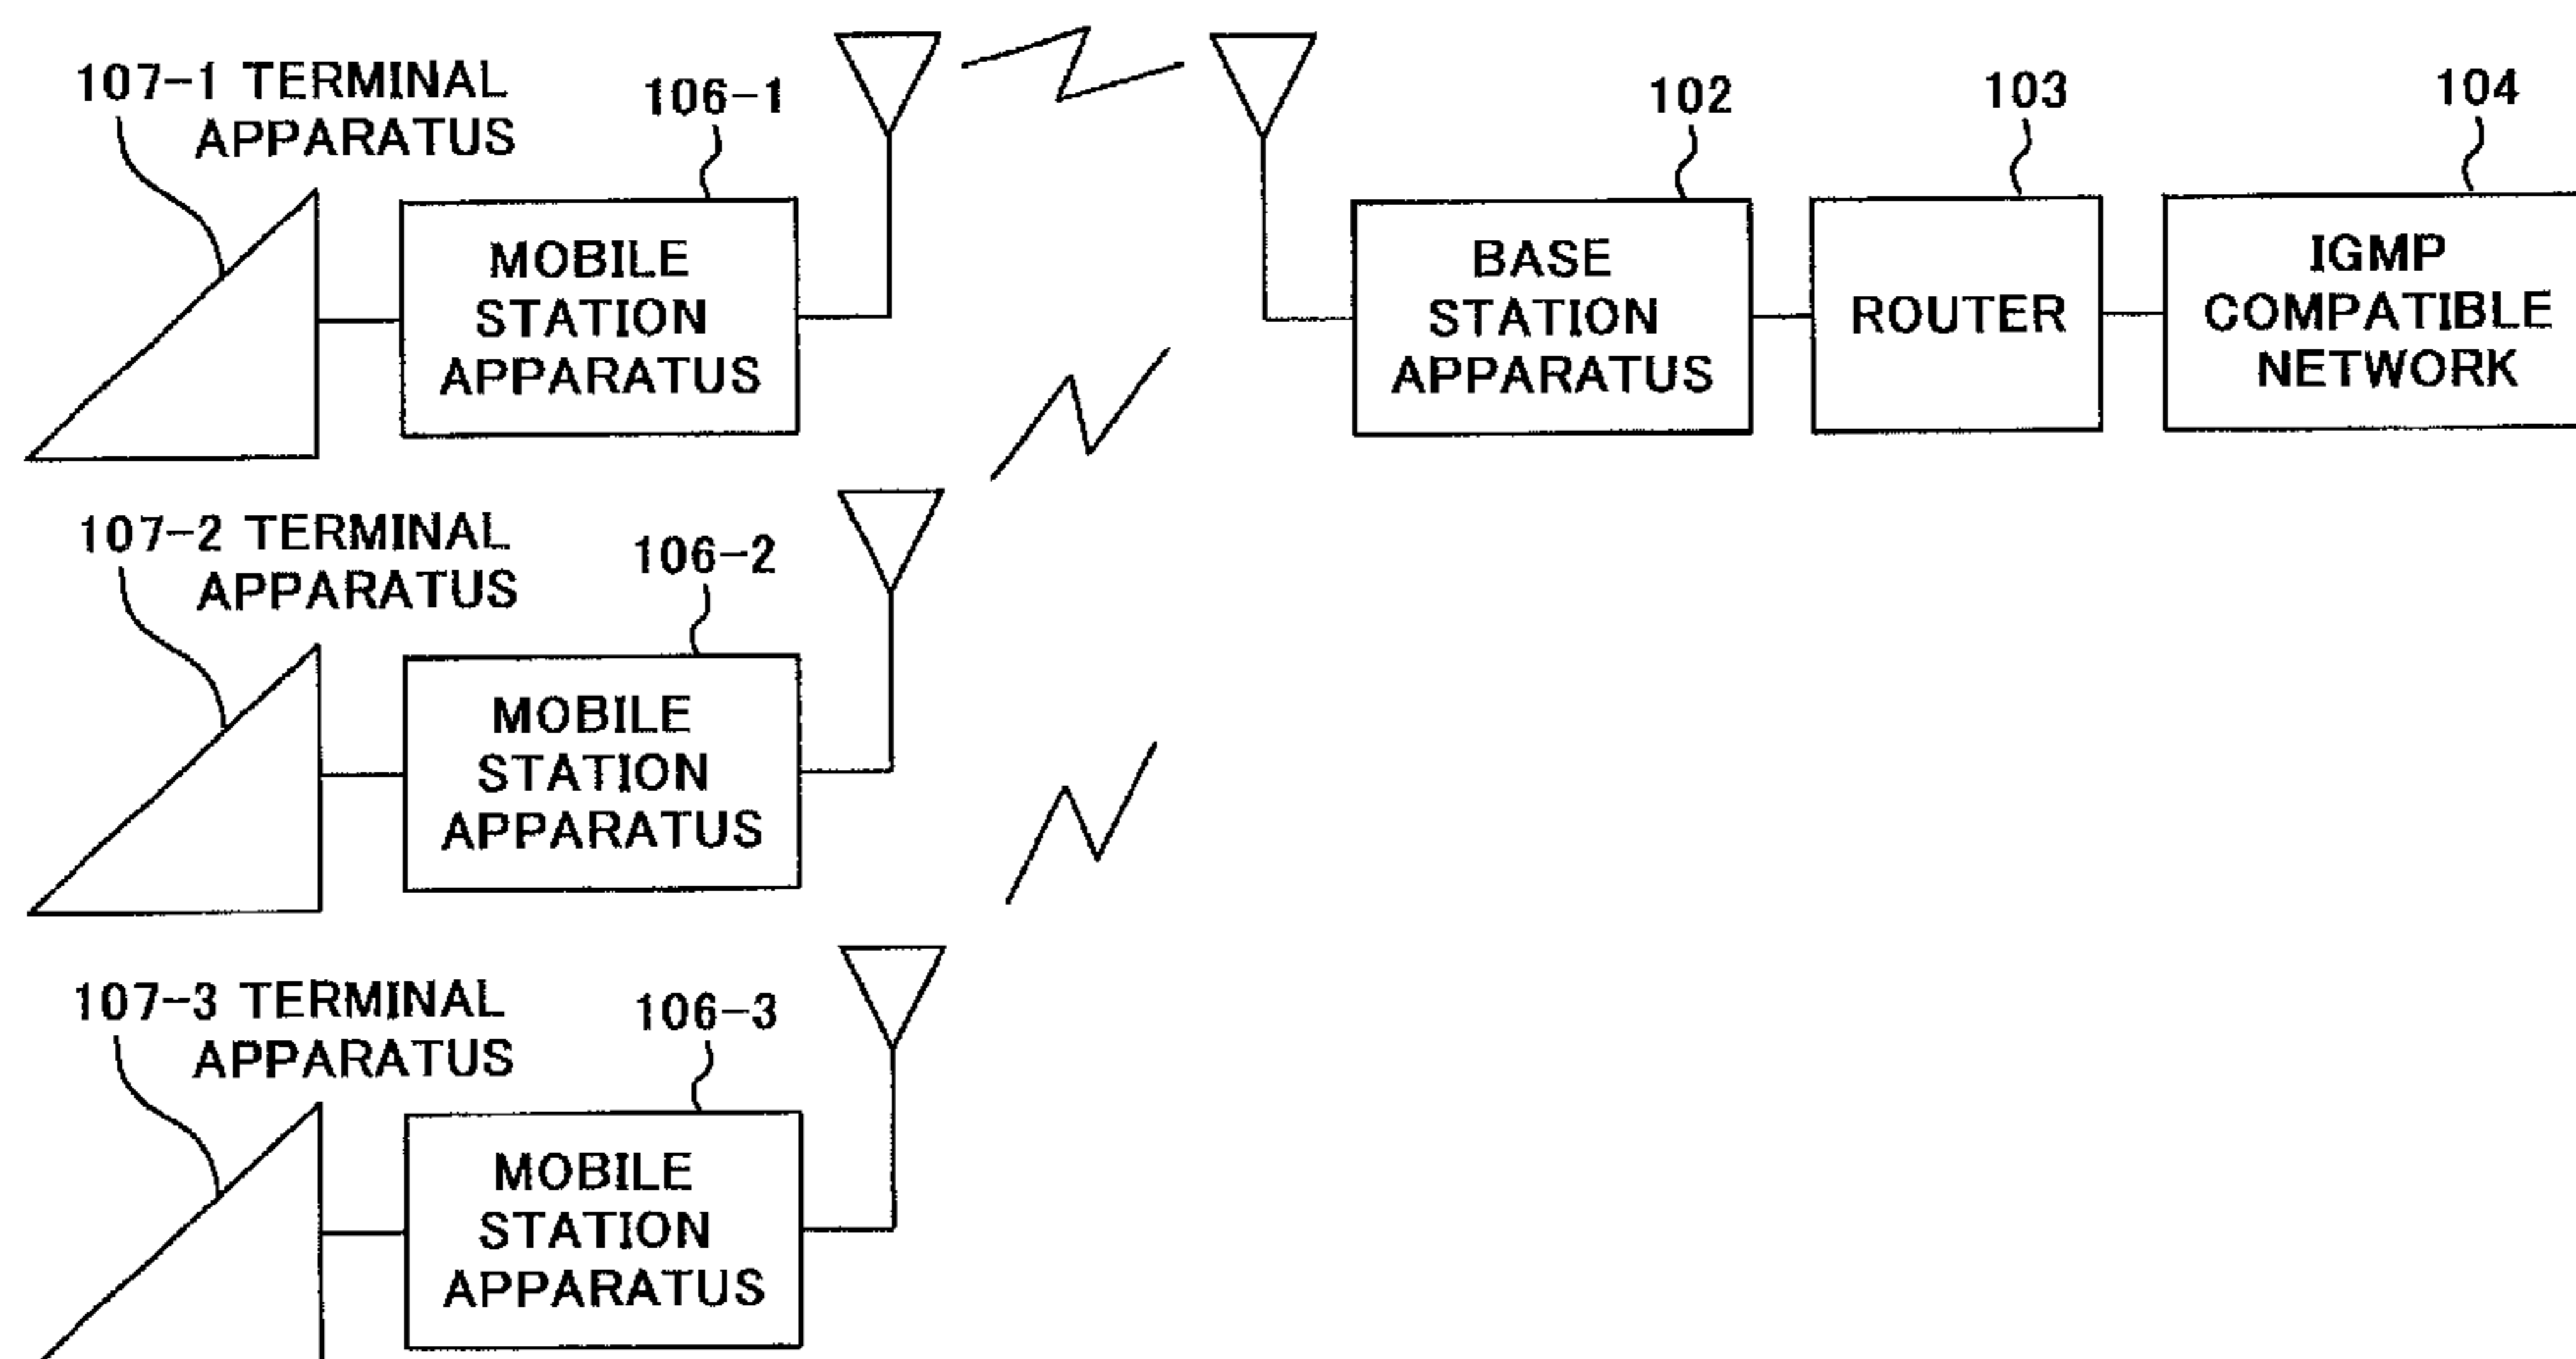 107-1 TERMINAL
APPARATUS
106-1
MOBILE
STATION
APPARATUS
102
BASE
STATION
APPARATUS
103
ROUTER
104
IGMP
COMPATIBLE
NETWORK
107-2 TERMINAL
APPARATUS
106-2
MOBILE
STATION
APPARATUS
107-3 TERMINAL
APPARATUS
106-3
MOBILE
STATION
APPARATUS